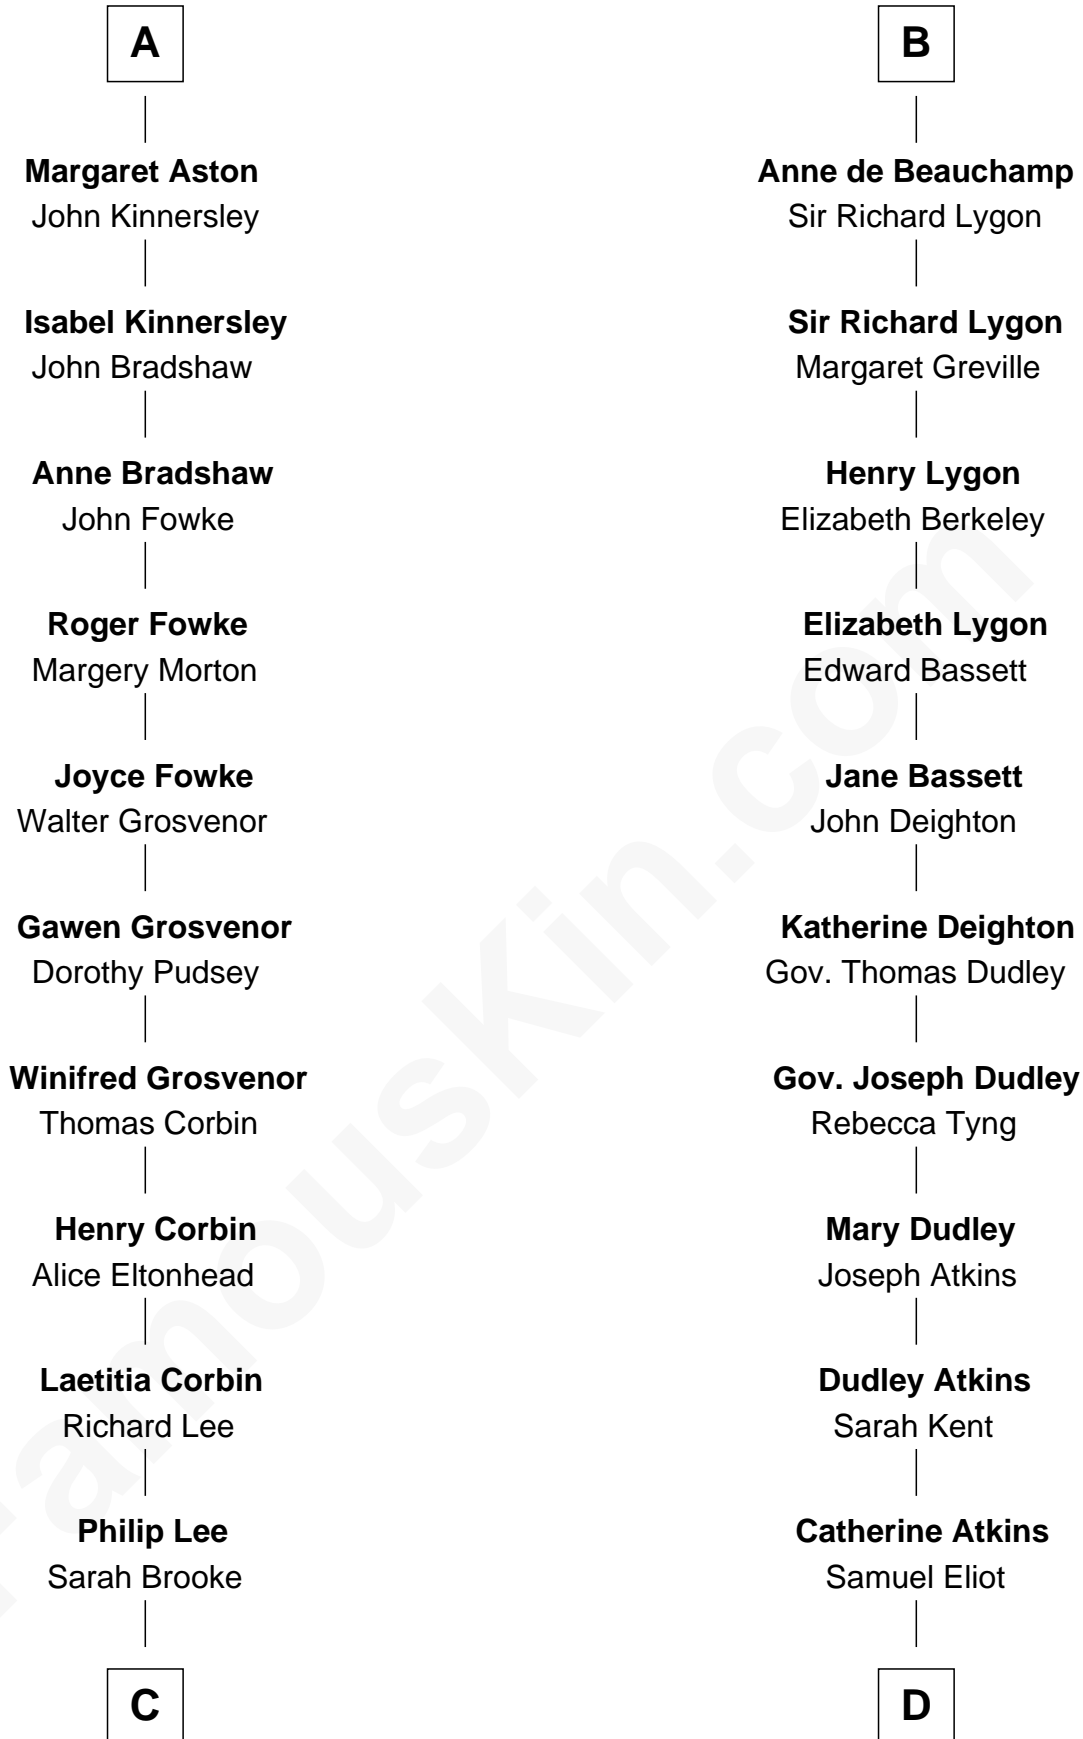 A
Margaret Aston
John Kinnersley
Isabel Kinnersley
John Bradshaw
Anne Bradshaw
John Fowke
Roger Fowke
Margery Morton
Joyce Fowke
Walter Grosvenor
Gawen Grosvenor
Dorothy Pudsey
Winifred Grosvenor
Thomas Corbin
Henry Corbin
Alice Eltonhead
Laetitia Corbin
Richard Lee
Philip Lee
Sarah Brooke
C
B
Anne de Beauchamp
Sir Richard Lygon
Sir Richard Lygon
Margaret Greville
Henry Lygon
Elizabeth Berkeley
Elizabeth Lygon
Edward Bassett
Jane Bassett
John Deighton
Katherine Deighton
Gov. Thomas Dudley
Gov. Joseph Dudley
Rebecca Tyng
Mary Dudley
Joseph Atkins
Dudley Atkins
Sarah Kent
Catherine Atkins
Samuel Eliot
D
FamousKin.com